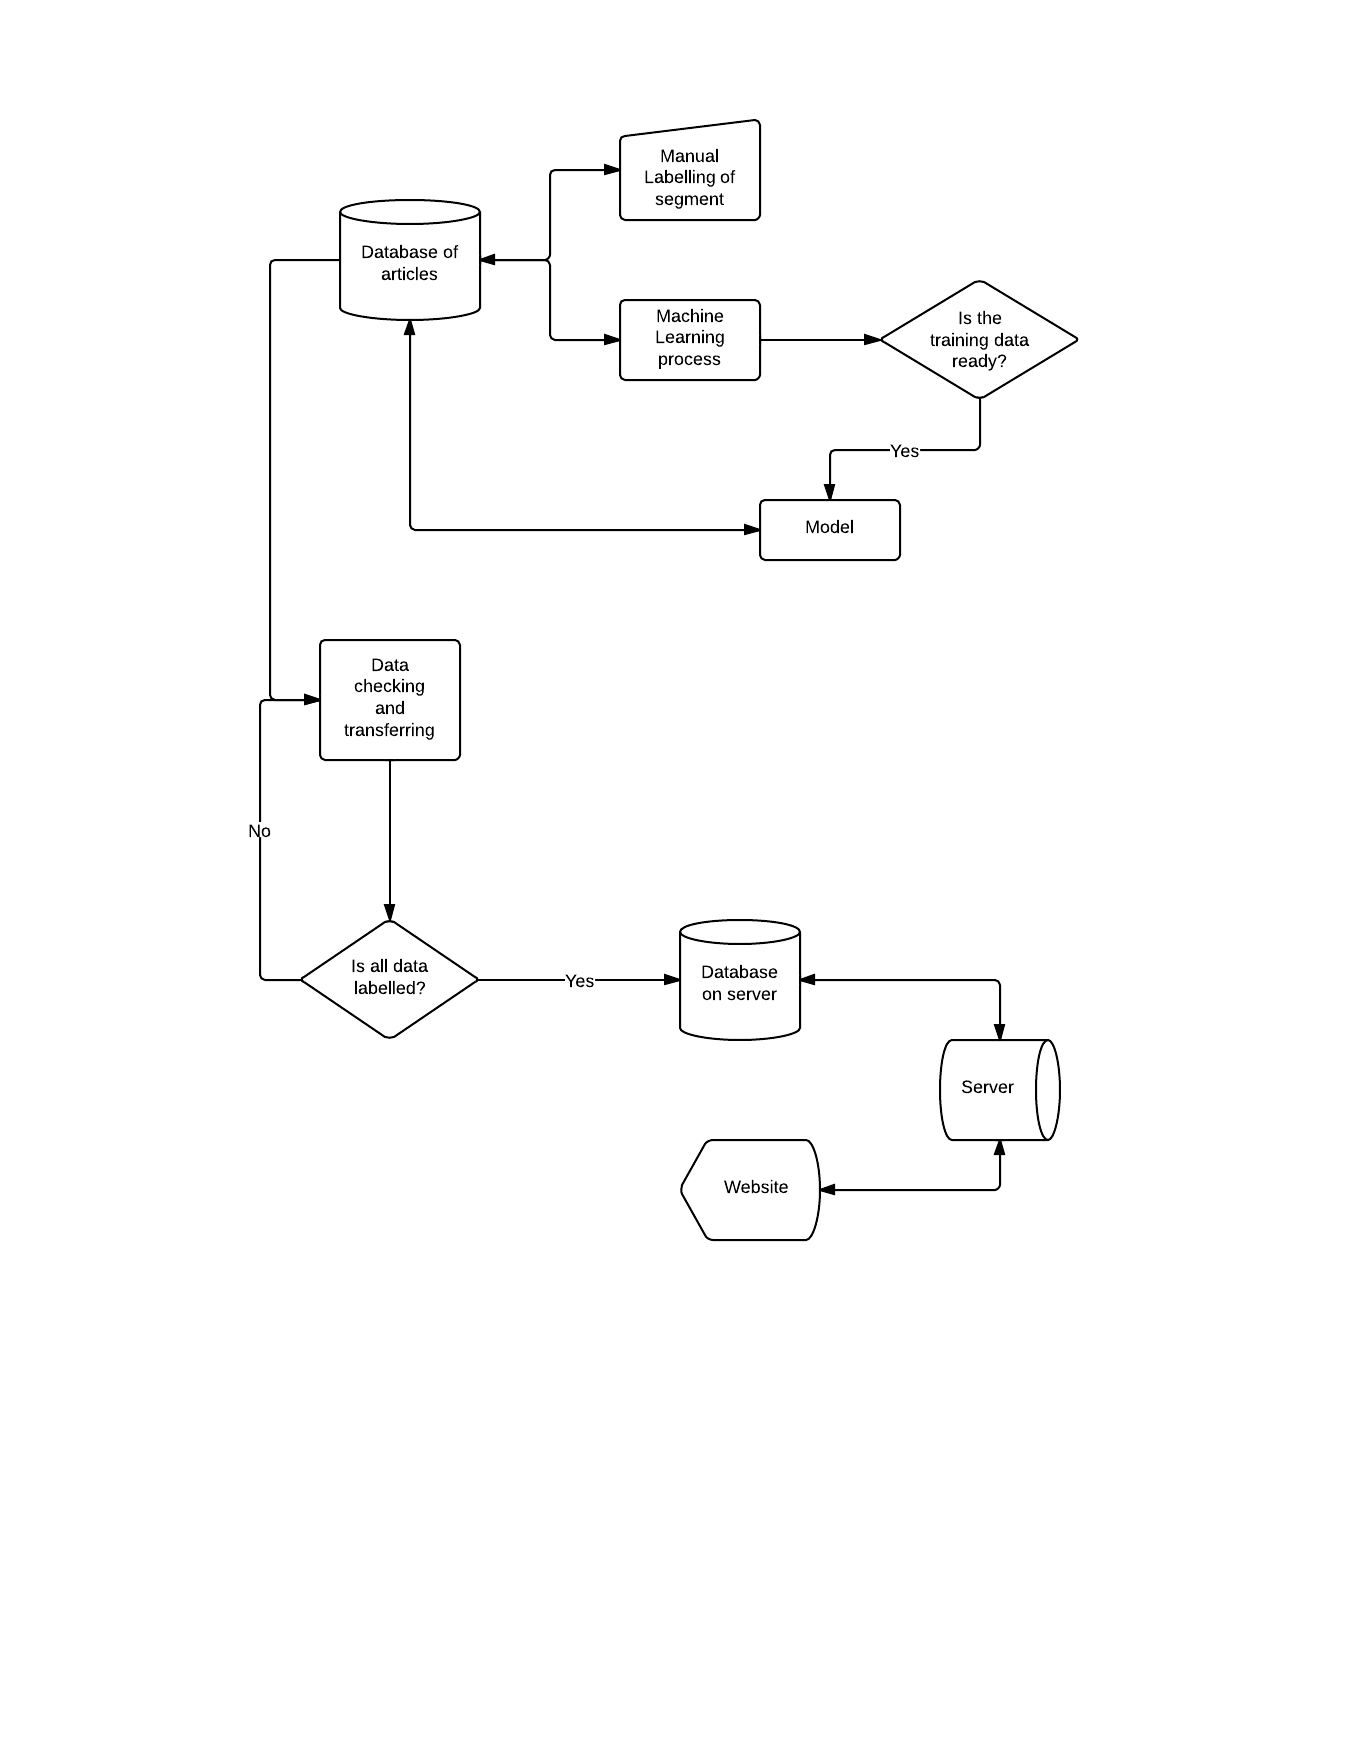 Manual
Labelling of
segment
Database of
articles
Machine
Learning
process
Is the
training data
ready?
Yes
Model
Data
checking
and
transferring
No
Is all data
labelled?
Yes
Database
on server
Server
Website